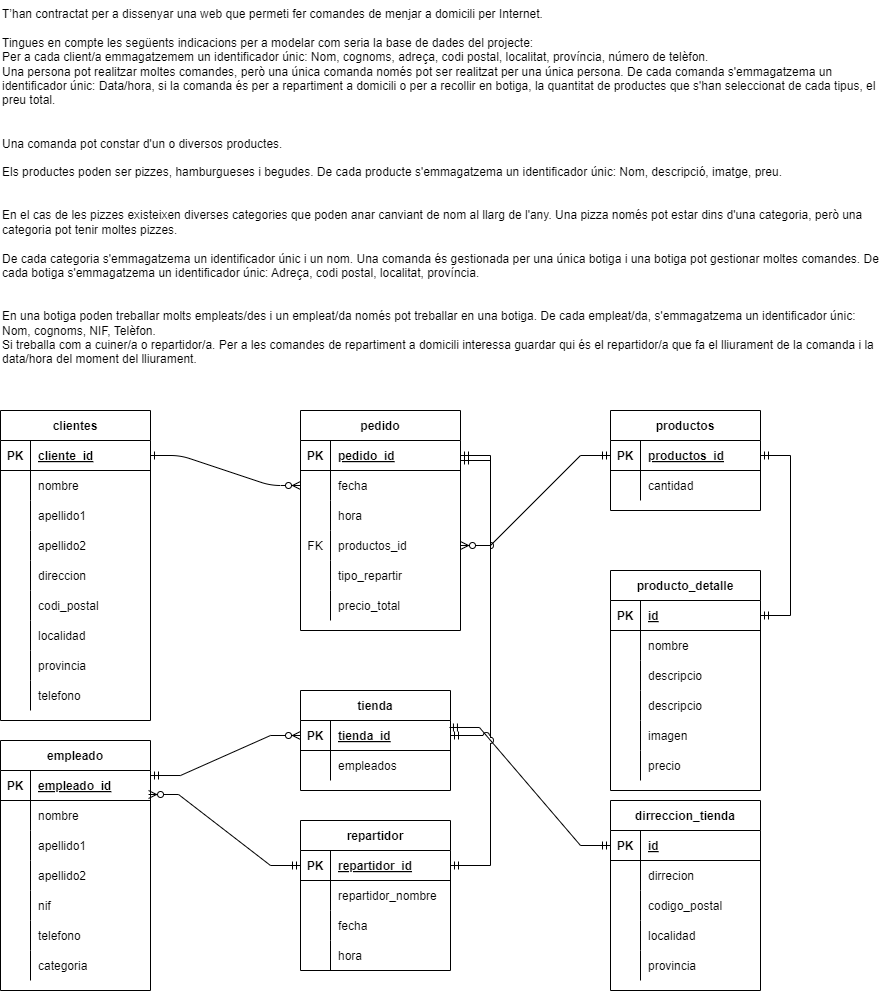 T'han contractat per a dissenyar una web que permeti fer comandes de menjar a domicili per Internet.
Tingues en compte les següents indicacions per a modelar com seria la base de dades del projecte:
Per a cada client/a emmagatzemem un identificador únic: Nom, cognoms, adreça, codi postal, localitat, província, número de telèfon.
Una persona pot realitzar moltes comandes, però una única comanda només pot ser realitzat per una única persona. De cada comanda s'emmagatzema un
identificador únic: Data/hora, si la comanda és per a repartiment a domicili o per a recollir en botiga, la quantitat de productes que s'han seleccionat de cada tipus, el
preu total.
Una comanda pot constar d'un o diversos productes.
Els productes poden ser pizzes, hamburgueses i begudes. De cada producte s'emmagatzema un identificador únic: Nom, descripció, imatge, preu.
En el cas de les pizzes existeixen diverses categories que poden anar canviant de nom al llarg de l'any. Una pizza només pot estar dins d'una categoria, però una
categoria pot tenir moltes pizzes.
De cada categoria s'emmagatzema un identificador únic i un nom. Una comanda és gestionada per una única botiga i una botiga pot gestionar moltes comandes. De
cada botiga s'emmagatzema un identificador únic: Adreça, codi postal, localitat, província.
En una botiga poden treballar molts empleats/des i un empleat/da només pot treballar en una botiga. De cada empleat/da, s'emmagatzema un identificador únic:
Nom, cognoms, NIF, Telèfon.
Si treballa com a cuiner/a o repartidor/a. Per a les comandes de repartiment a domicili interessa guardar qui és el repartidor/a que fa el lliurament de la comanda i la
data/hora del moment del lliurament.
clientes
PK cliente_id
nombre
apellido1
apellido2
direccion
codi_postal
localidad
provincia
telefono
pedido
PK pedido_id
fecha
hora
FK productos_id
tipo_repartir
precio_total
productos
PK productos_id
cantidad
producto_detalle
PK id
nombre
descripcio
descripcio
imagen
precio
tienda
PK tienda_id
empleados
empleado
PK empleado_id
nombre
apellido1
apellido2
nif
telefono
categoria
repartidor
PK repartidor_id
repartidor_nombre
fecha
hora
dirreccion_tienda
PK id
dirrecion
codigo_postal
localidad
provincia